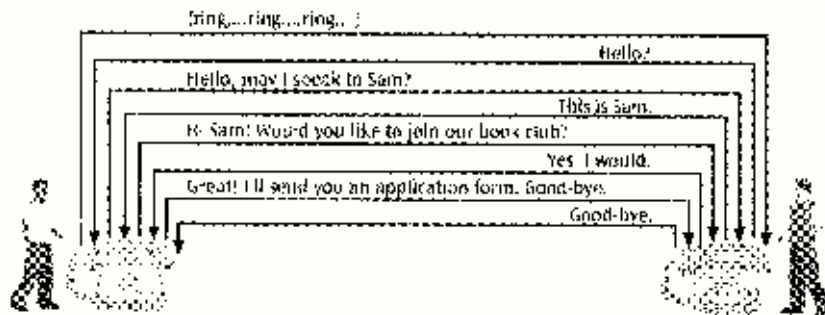 (ring,...ring...,ring...)
Hello?
Hello, may I speak to Sam?
This is Sam.
Hi Sam! Would you like to join our book club?
Yes, I would.
Great! I'll send you an application form. Good-bye.
Good-bye.